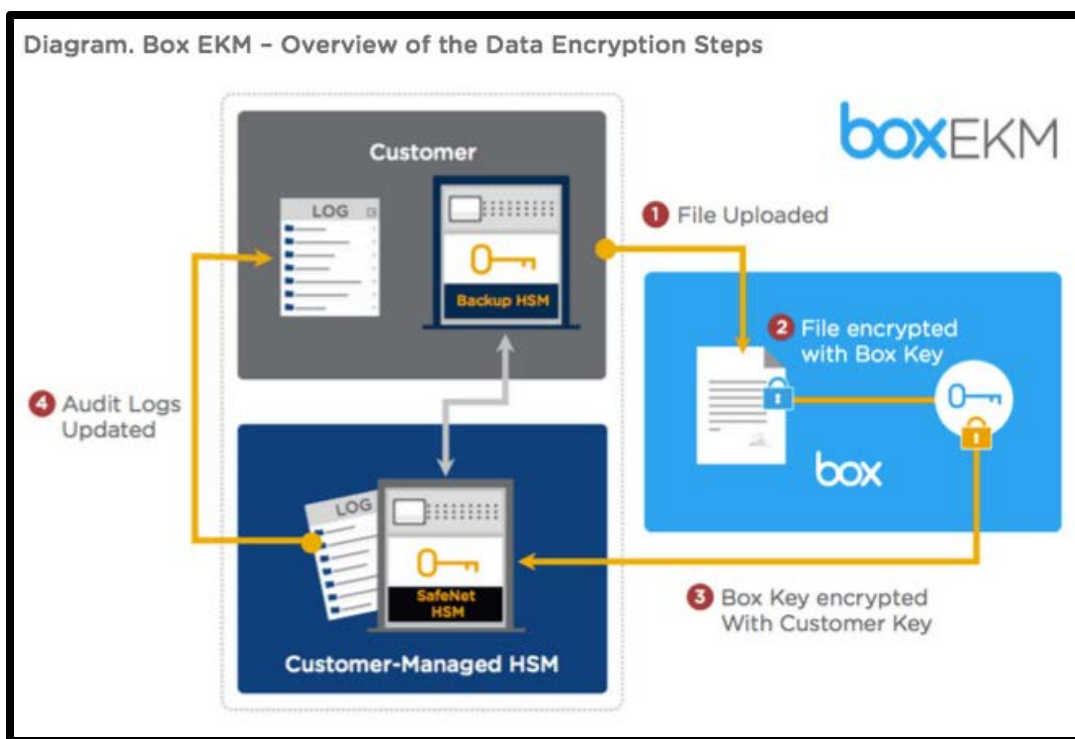 Diagram. Box EKM – Overview of the Data Encryption Steps
boxEKM
Customer
LOG
Backup HSM
1 File Uploaded
2 File encrypted
with Box Key
box
4 Audit Logs
Updated
LOG
SafeNet
HSM
Customer-Managed HSM
3 Box Key encrypted
With Customer Key